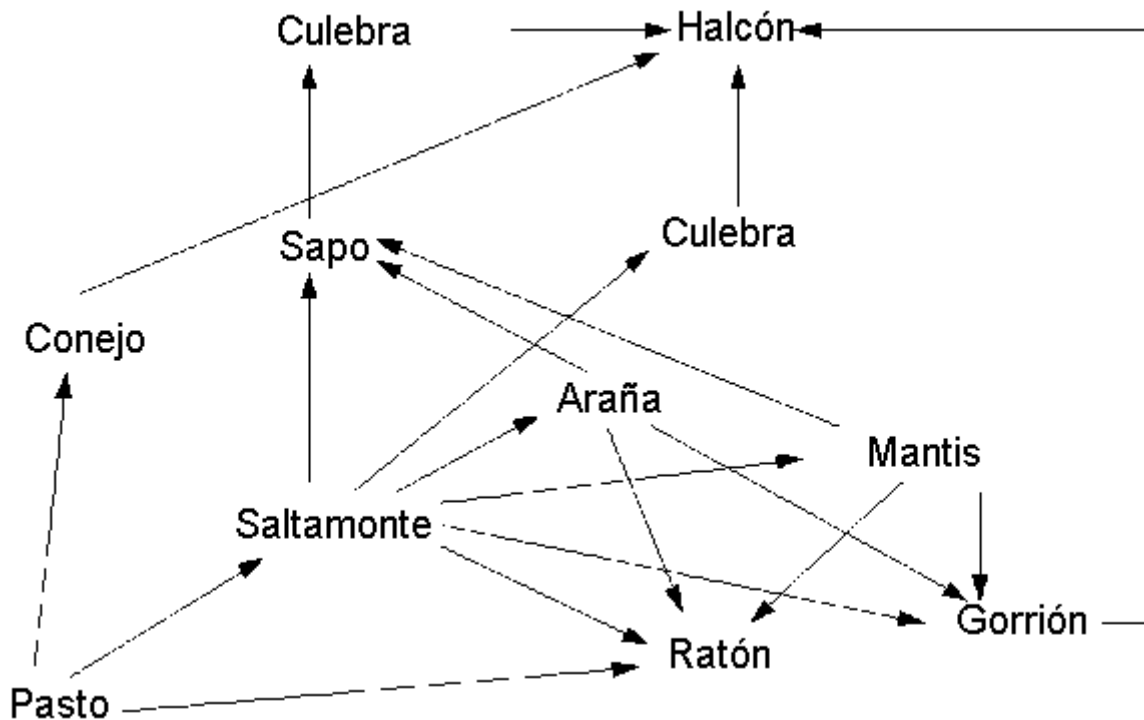 Culebra
Halcón
Sapo
Culebra
Conejo
Araña
Mantis
Saltamonte
Gorrión
Ratón
Pasto